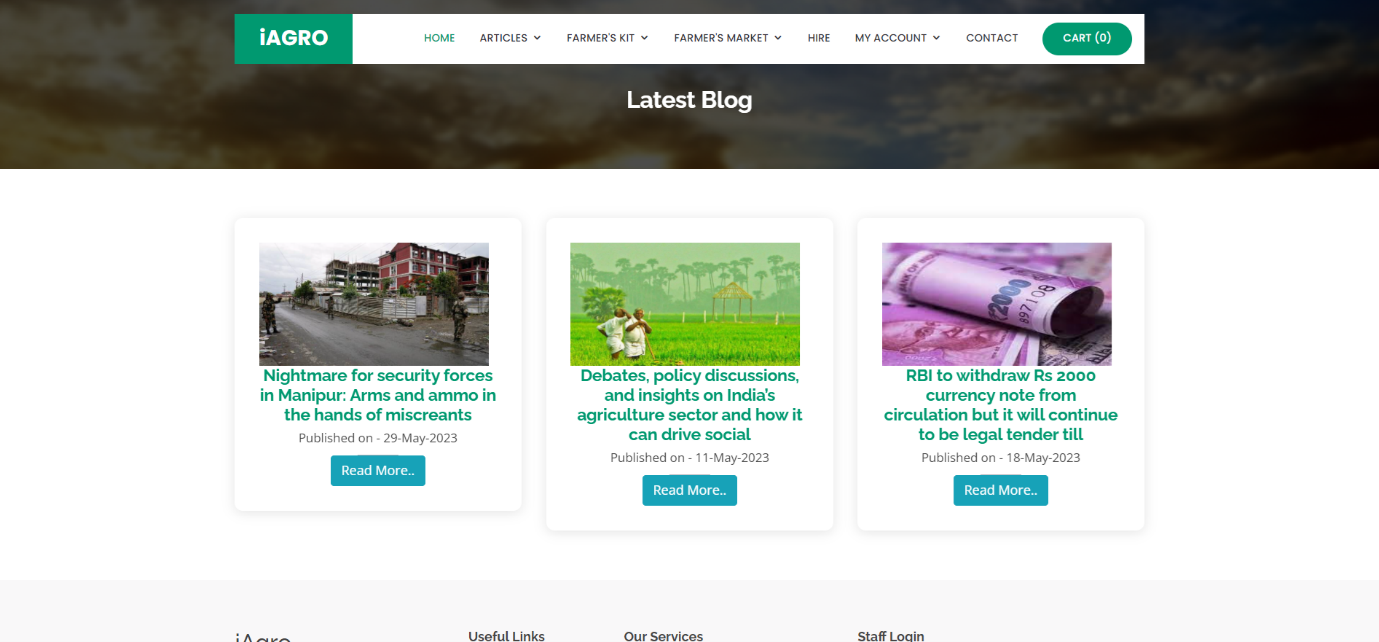 iAGRO
HOME ARTICLES FARMER'S KIT FARMER'S MARKET HIRE MY ACCOUNT CONTACT CART (0)
Latest Blog
2000
897108
Nightmare for security forces
in Manipur: Arms and ammo in
the hands of miscreants
Published on - 29-May-2023
Read More..
Debates, policy discussions,
and insights on India's
agriculture sector and how it
can drive social
Published on - 11-May-2023
Read More..
RBI to withdraw Rs 2000
currency note from
circulation but it will continue
to be legal tender till
Published on - 18-May-2023
Read More..
iAgro
Useful Links
Our Services
Staff Login